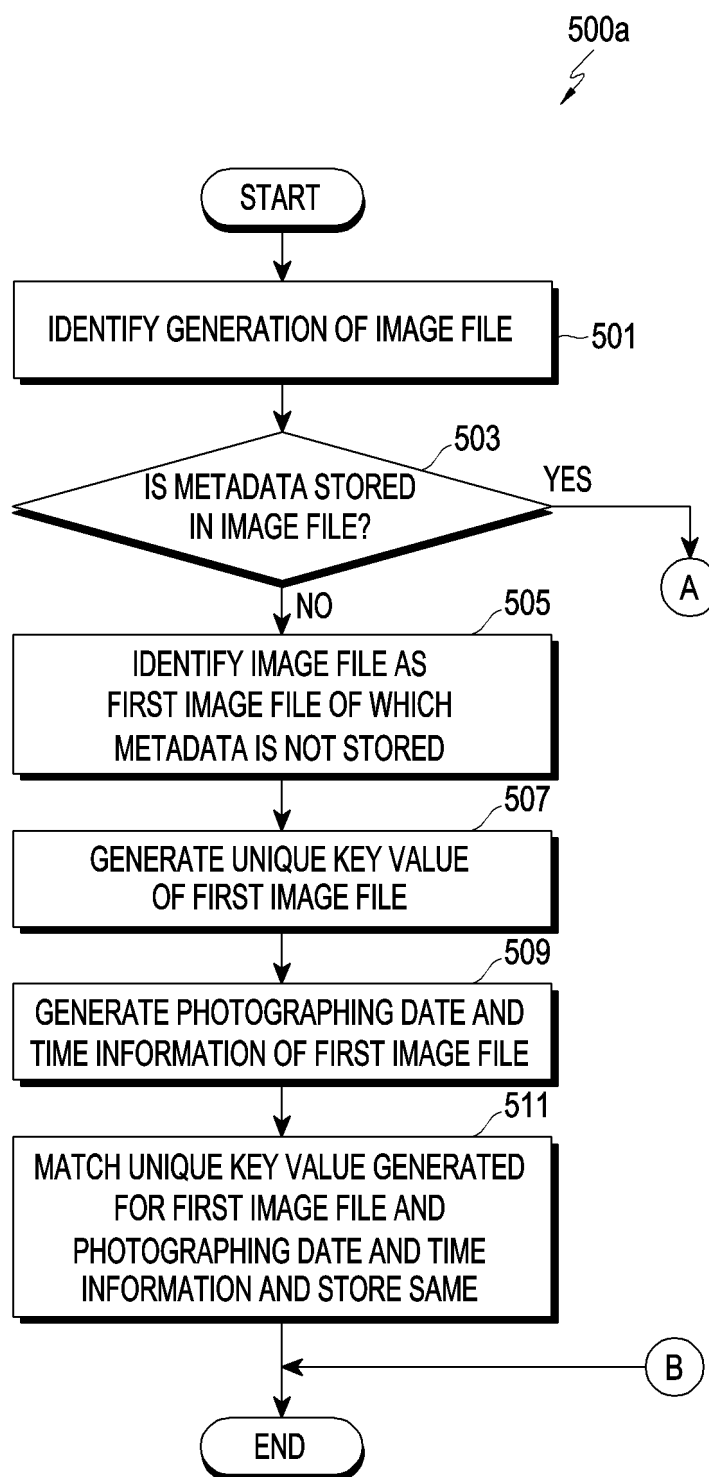 500a
START
IDENTIFY GENERATION OF IMAGE FILE
501
503
IS METADATA STORED
IN IMAGE FILE?
YES
A
NO
505
IDENTIFY IMAGE FILE AS
FIRST IMAGE FILE OF WHICH
METADATA IS NOT STORED
507
GENERATE UNIQUE KEY VALUE
OF FIRST IMAGE FILE
509
GENERATE PHOTOGRAPHING DATE AND
TIME INFORMATION OF FIRST IMAGE FILE
511
MATCH UNIQUE KEY VALUE GENERATED
FOR FIRST IMAGE FILE AND
PHOTOGRAPHING DATE AND TIME
INFORMATION AND STORE SAME
B
END